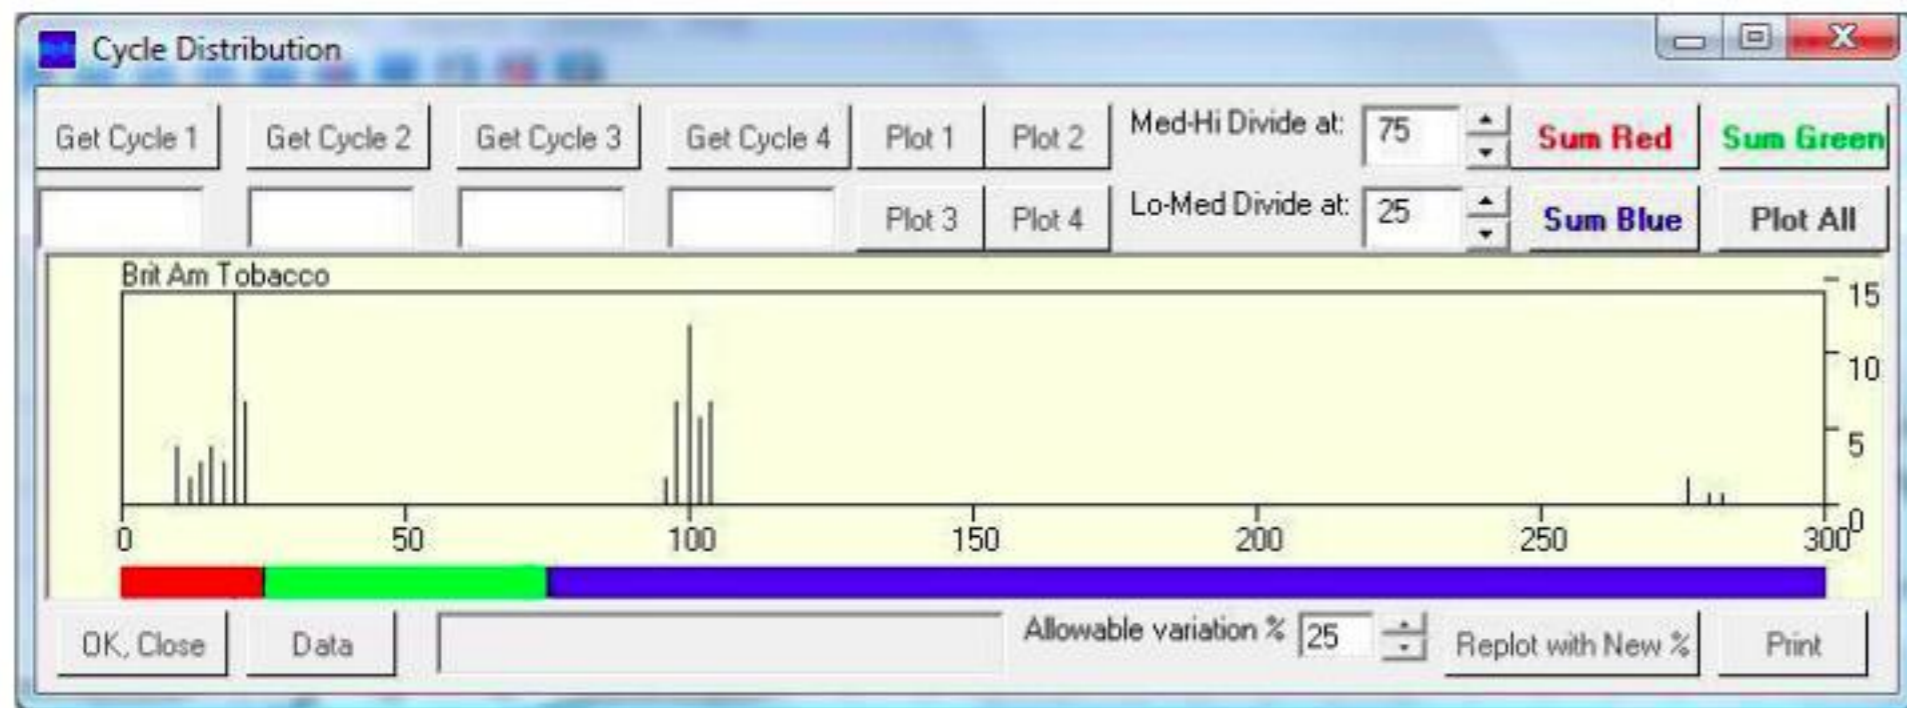 Cycle Distribution
Get Cycle 1 Get Cycle 2 Get Cycle 3 Get Cycle 4 Plot 1 Plot 2 Med-Hi Divide at: 75 Sum Red Sum Green
Plot 3 Plot 4 Lo-Med Divide at: 25 Sum Blue Plot All
Brit Am Tobacco
15
10
5
0
0 50 100 150 200 250 300
OK, Close Data Allowable variation % 25 Replot with New % Print